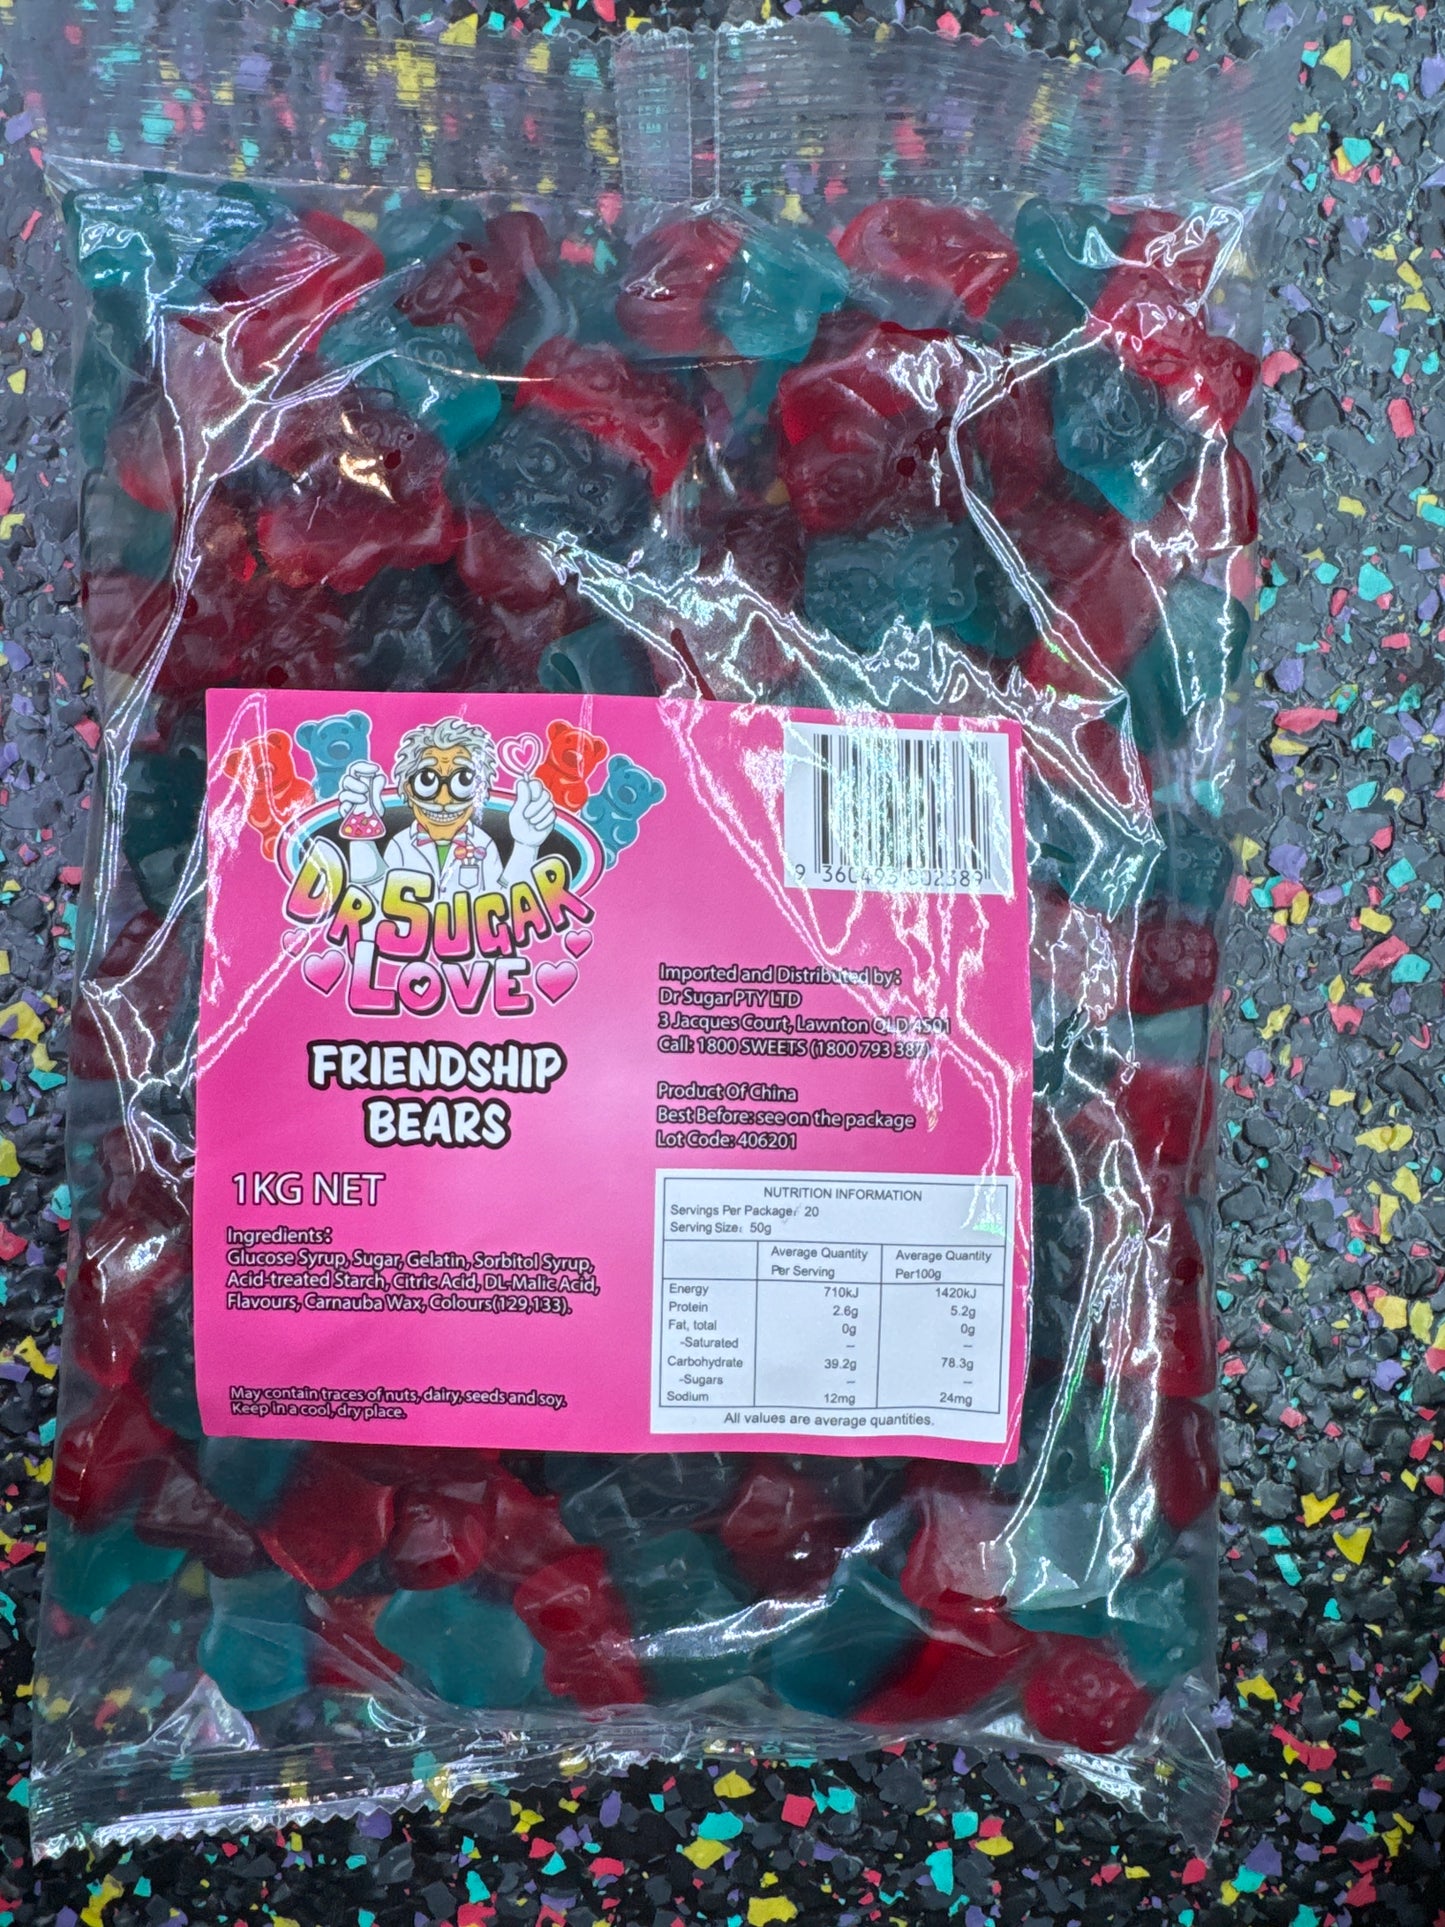 DR SUGAR
LOVE
FRIENDSHIP
BEARS
1KG NET
Ingredients:
Glucose Syrup, Sugar, Gelatin, Sorbitol Syrup,
Acid-treated Starch, Citric Acid, DL-Malic Acid,
Flavours, Carnauba Wax, Colours(129,133).
May contain traces of nuts, dairy, seeds and soy.
Keep in a cool, dry place.
Imported and Distributed by:
Dr Sugar PTY LTD
3 Jacques Court, Lawnton QLD 4501
Call: 1800 SWEETS (1800 793 387)
Product Of China
Best Before: see on the package
Lot Code: 406201
NUTRITION INFORMATION
Servings Per Package: 20
Serving Size: 50g
Average Quantity Per Serving Average Quantity Per100g
Energy 710kJ 1420kJ
Protein 2.6g 5.2g
Fat, total 0g 0g
-Saturated — —
Carbohydrate 39.2g 78.3g
-Sugars — —
Sodium 12mg 24mg
All values are average quantities.